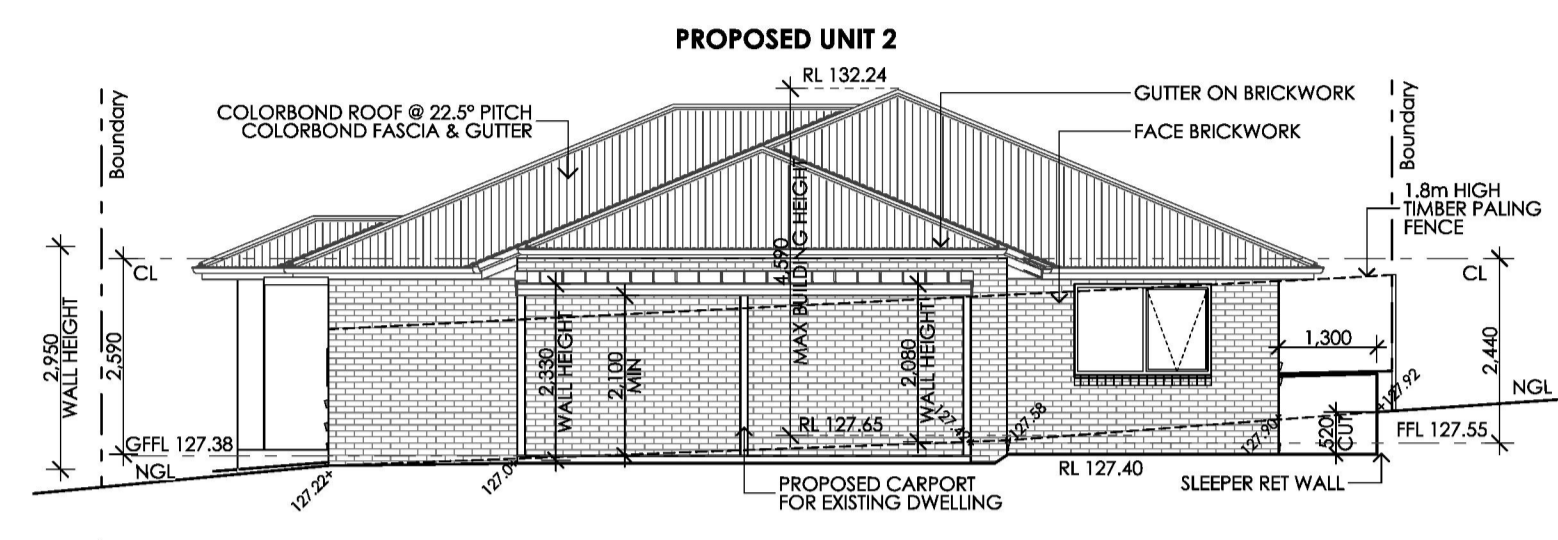 PROPOSED UNIT 2
RL 132.24
Boundary
COLORBOND ROOF @ 22.5° PITCH
COLORBOND FASCIA & GUTTER
GUTTER ON BRICKWORK
FACE BRICKWORK
Boundary
1.8m HIGH
TIMBER PALING
FENCE
CL
CL
2,950
WALL HEIGHT
2,590
2,330
WALL HEIGHT
2,100
MIN
4,590
MAX BUILDING HEIGHT
2,080
WALL HEIGHT
1,300
2,440
GFFL 127.38
NGL
127.22+
RL 127.65
127.58
127.90
520
CUT
+127.92
NGL
FFL 127.55
RL 127.40
SLEEPER RET WALL
PROPOSED CARPORT
FOR EXISTING DWELLING